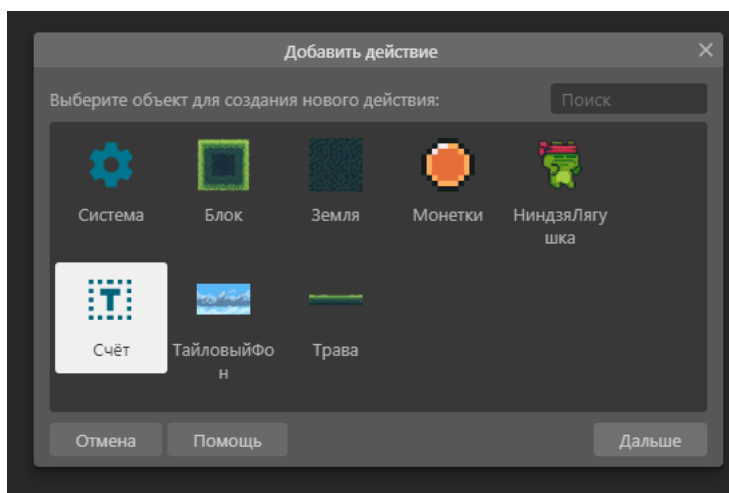 Добавить действие
Выберите объект для создания нового действия:
Поиск
Система
Блок
Земля
Монетки
НиндзяЛягу
шка
Счёт
ТайловыйФо
н
Трава
Отмена
Помощь
Дальше